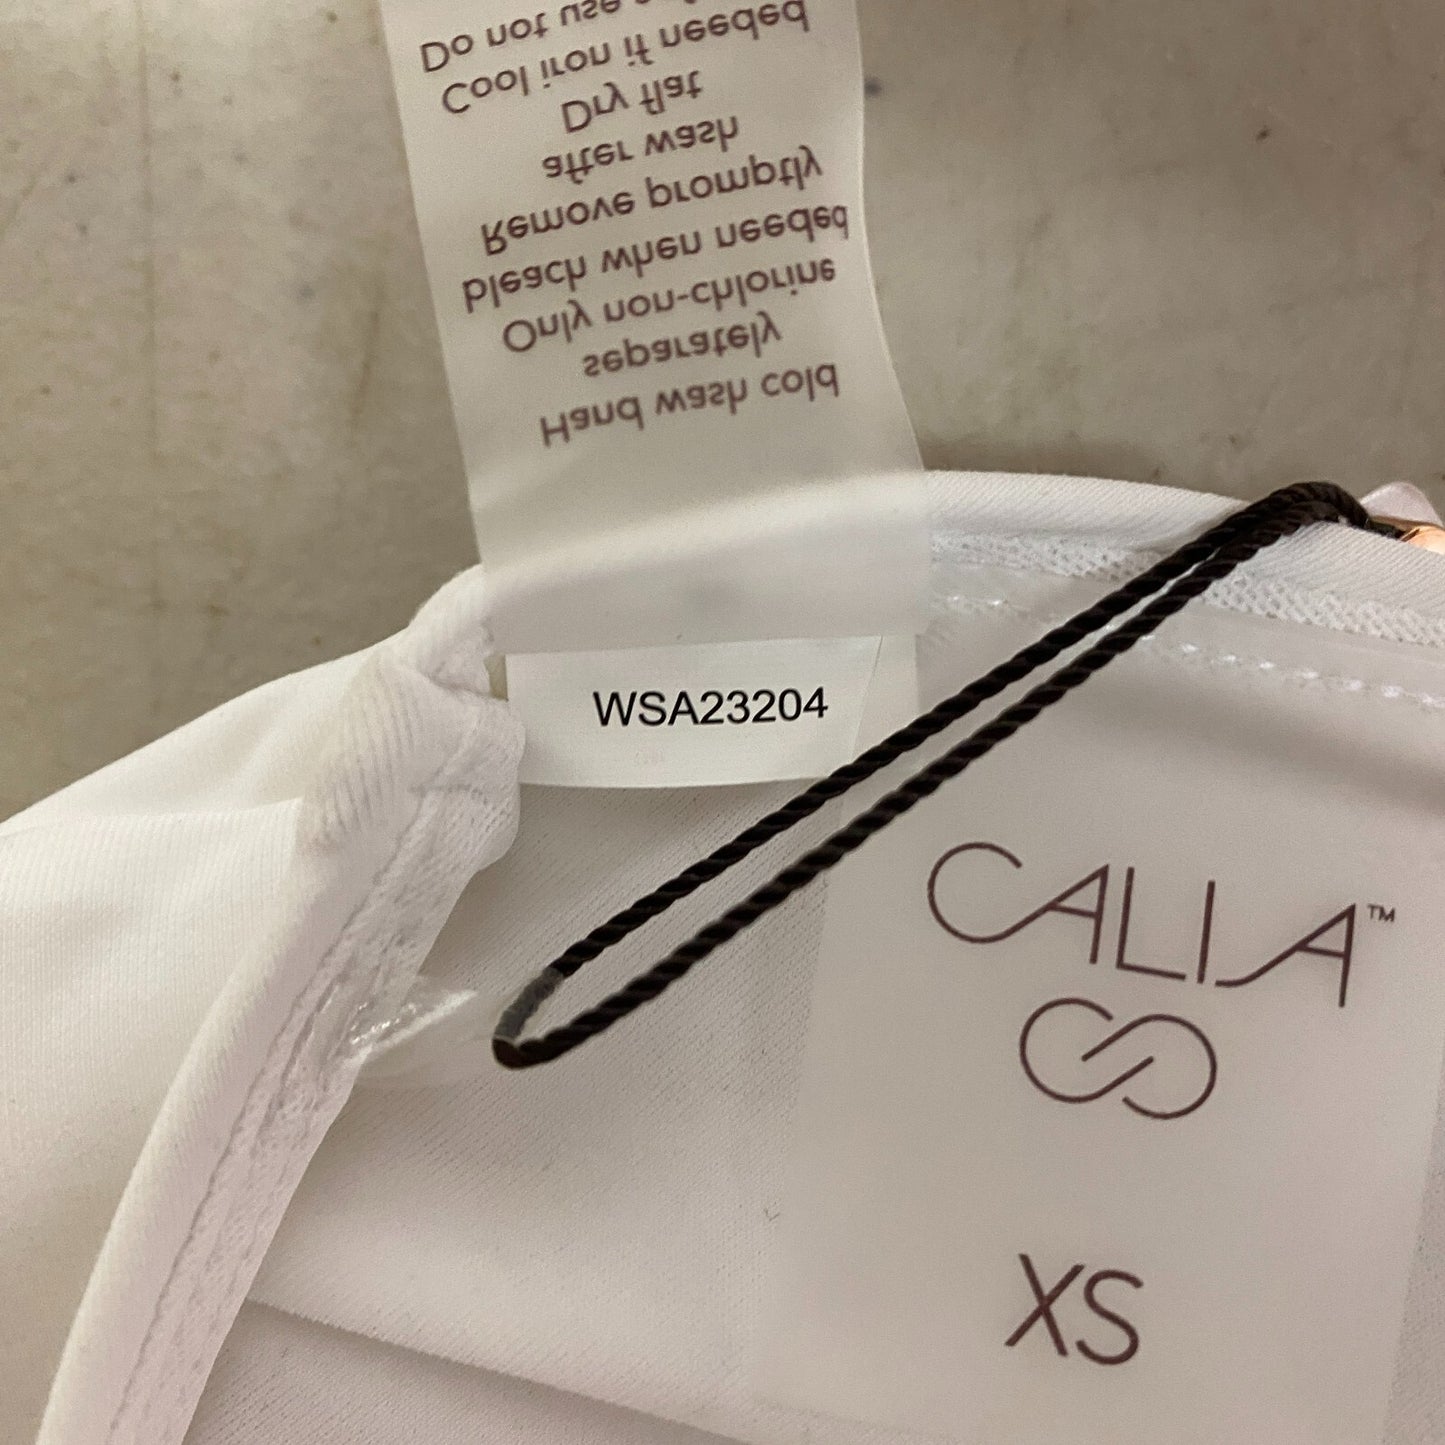 Hand wash cold
separately
Only non-chlorine
bleach when needed
Remove promptly
after wash
Dry flat
Cool iron if needed
Do not use
WSA23204
CALIA™
XS